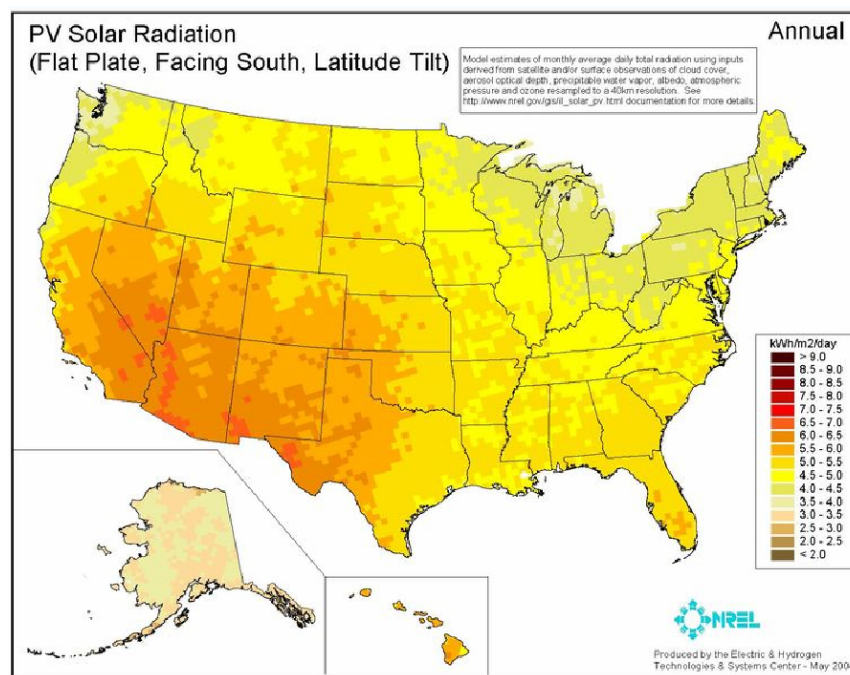 PV Solar Radiation
(Flat Plate, Facing South, Latitude Tilt)
Annual
Model estimates of monthly average daily total radiation using inputs
derived from satellite and/or surface observations of cloud cover,
aerosol optical depth, precipitable water vapor, albedo, atmospheric
pressure and ozone resampled to a 40km resolution. See
http://www.nrel.gov/gis/il_solar_pv.html documentation for more details.
kWh/m2/day
> 9.0
8.5 - 9.0
8.0 - 8.5
7.5 - 8.0
7.0 - 7.5
6.5 - 7.0
6.0 - 6.5
5.5 - 6.0
5.0 - 5.5
4.5 - 5.0
4.0 - 4.5
3.5 - 4.0
3.0 - 3.5
2.5 - 3.0
2.0 - 2.5
< 2.0
NREL
Produced by the Electric & Hydrogen
Technologies & Systems Center - May 2004